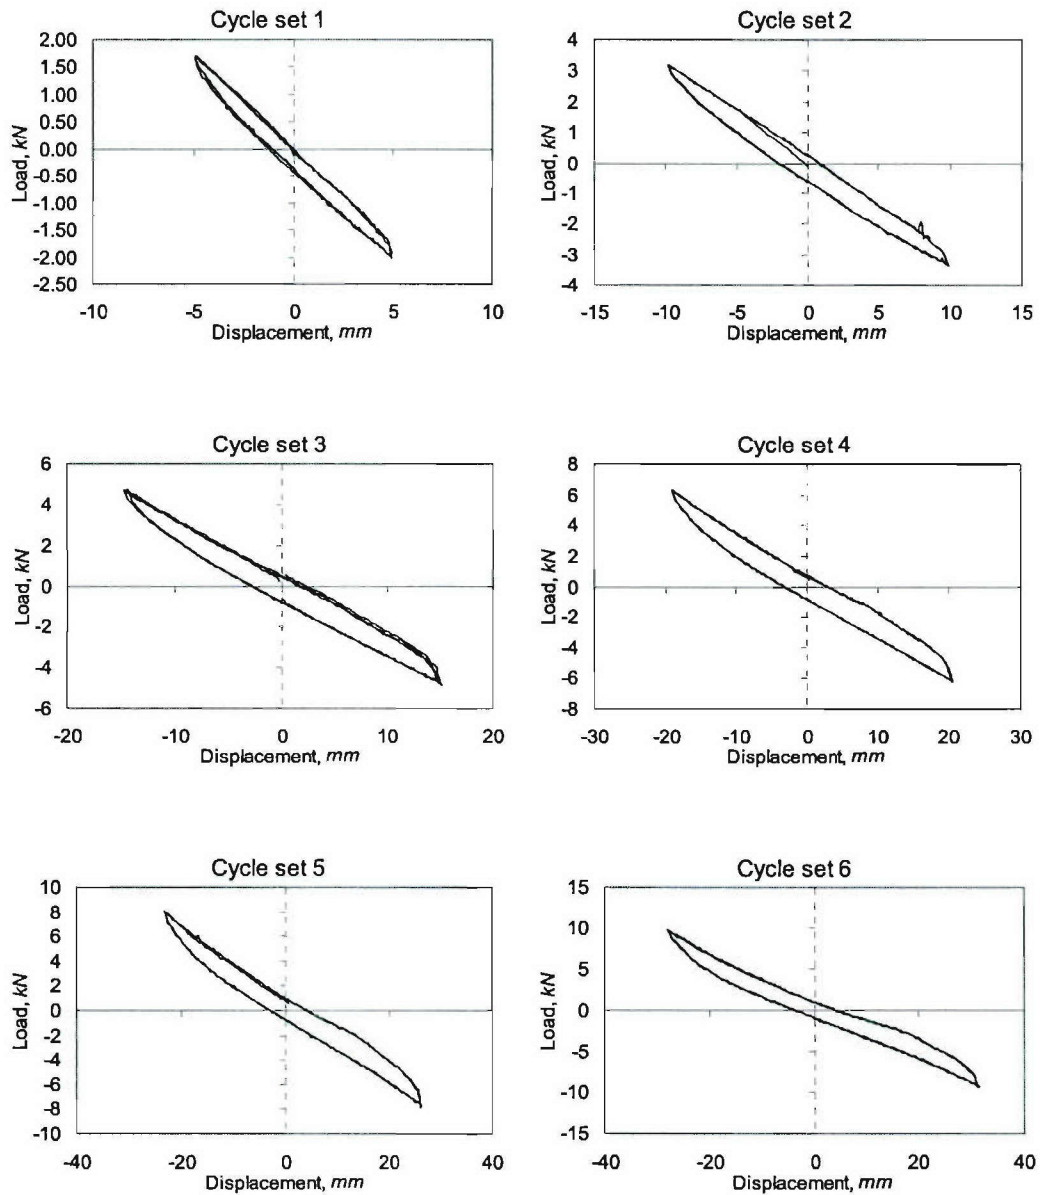 Cycle set 1
2.00
1.50
1.00
0.50
0.00
-0.50
-1.00
-1.50
-2.00
-2.50
Load, kN
-10 -5 0 5 10
Displacement, mm
Cycle set 2
4
3
2
1
0
-1
-2
-3
-4
Load, kN
-15 -10 -5 0 5 10 15
Displacement, mm
Cycle set 3
6
4
2
0
-2
-4
-6
Load, kN
-20 -10 0 10 20
Displacement, mm
Cycle set 4
8
6
4
2
0
-2
-4
-6
-8
Load, kN
-30 -20 -10 0 10 20 30
Displacement, mm
Cycle set 5
10
8
6
4
2
0
-2
-4
-6
-8
-10
Load, kN
-40 -20 0 20 40
Displacement, mm
Cycle set 6
15
10
5
0
-5
-10
-15
Load, kN
-40 -20 0 20 40
Displacement, mm